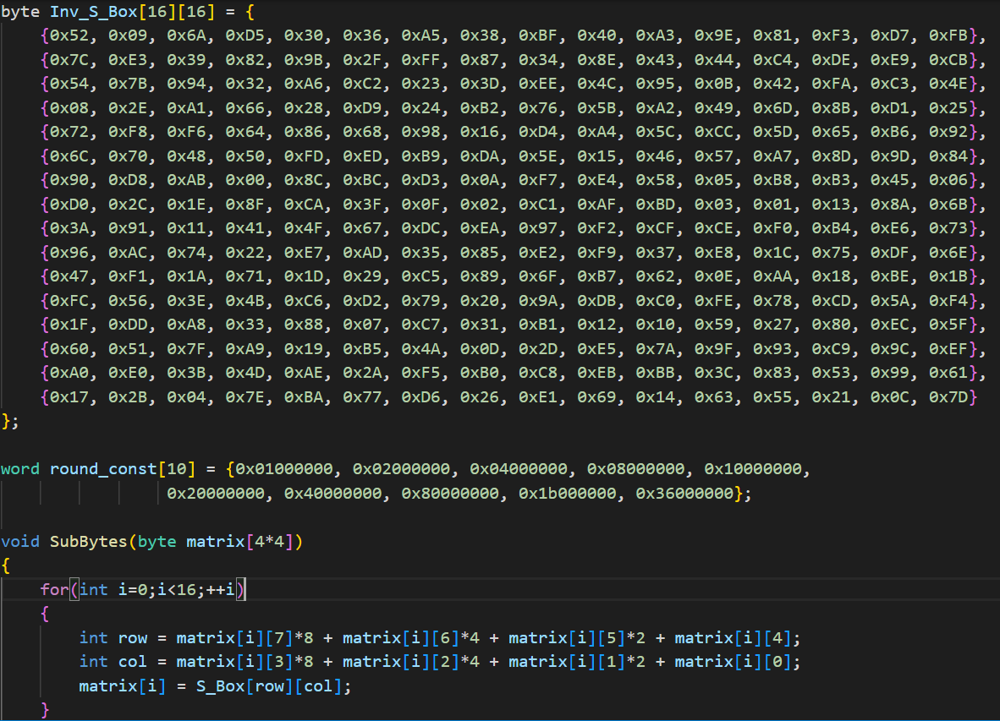 byte Inv_S_Box[16][16] = {
    {0x52, 0x09, 0x6A, 0xD5, 0x30, 0x36, 0xA5, 0x38, 0xBF, 0x40, 0xA3, 0x9E, 0x81, 0xF3, 0xD7, 0xFB},
    {0x7C, 0xE3, 0x39, 0x82, 0x9B, 0x2F, 0xFF, 0x87, 0x34, 0x8E, 0x43, 0x44, 0xC4, 0xDE, 0xE9, 0xCB},
    {0x54, 0x7B, 0x94, 0x32, 0xA6, 0xC2, 0x23, 0x3D, 0xEE, 0x4C, 0x95, 0x0B, 0x42, 0xFA, 0xC3, 0x4E},
    {0x08, 0x2E, 0xA1, 0x66, 0x28, 0xD9, 0x24, 0xB2, 0x76, 0x5B, 0xA2, 0x49, 0x6D, 0x8B, 0xD1, 0x25},
    {0x72, 0xF8, 0xF6, 0x64, 0x86, 0x68, 0x98, 0x16, 0xD4, 0xA4, 0x5C, 0xCC, 0x5D, 0x65, 0xB6, 0x92},
    {0x6C, 0x70, 0x48, 0x50, 0xFD, 0xED, 0xB9, 0xDA, 0x5E, 0x15, 0x46, 0x57, 0xA7, 0x8D, 0x9D, 0x84},
    {0x90, 0xD8, 0xAB, 0x00, 0x8C, 0xBC, 0xD3, 0x0A, 0xF7, 0xE4, 0x58, 0x05, 0xB8, 0xB3, 0x45, 0x06},
    {0xD0, 0x2C, 0x1E, 0x8F, 0xCA, 0x3F, 0x0F, 0x02, 0xC1, 0xAF, 0xBD, 0x03, 0x01, 0x13, 0x8A, 0x6B},
    {0x3A, 0x91, 0x11, 0x41, 0x4F, 0x67, 0xDC, 0xEA, 0x97, 0xF2, 0xCF, 0xCE, 0xF0, 0xB4, 0xE6, 0x73},
    {0x96, 0xAC, 0x74, 0x22, 0xE7, 0xAD, 0x35, 0x85, 0xE2, 0xF9, 0x37, 0xE8, 0x1C, 0x75, 0xDF, 0x6E},
    {0x47, 0xF1, 0x1A, 0x71, 0x1D, 0x29, 0xC5, 0x89, 0x6F, 0xB7, 0x62, 0x0E, 0xAA, 0x18, 0xBE, 0x1B},
    {0xFC, 0x56, 0x3E, 0x4B, 0xC6, 0xD2, 0x79, 0x20, 0x9A, 0xDB, 0xC0, 0xFE, 0x78, 0xCD, 0x5A, 0xF4},
    {0x1F, 0xDD, 0xA8, 0x33, 0x88, 0x07, 0xC7, 0x31, 0xB1, 0x12, 0x10, 0x59, 0x27, 0x80, 0xEC, 0x5F},
    {0x60, 0x51, 0x7F, 0xA9, 0x19, 0xB5, 0x4A, 0x0D, 0x2D, 0xE5, 0x7A, 0x9F, 0x93, 0xC9, 0x9C, 0xEF},
    {0xA0, 0xE0, 0x3B, 0x4D, 0xAE, 0x2A, 0xF5, 0xB0, 0xC8, 0xEB, 0xBB, 0x3C, 0x83, 0x53, 0x99, 0x61},
    {0x17, 0x2B, 0x04, 0x7E, 0xBA, 0x77, 0xD6, 0x26, 0xE1, 0x69, 0x14, 0x63, 0x55, 0x21, 0x0C, 0x7D}
};
word round_const[10] = {0x01000000, 0x02000000, 0x04000000, 0x08000000, 0x10000000,
                 0x20000000, 0x40000000, 0x80000000, 0x1b000000, 0x36000000};
void SubBytes(byte matrix[4*4])
{
    for(int i=0;i<16;++i)
    {
        int row = matrix[i][7]*8 + matrix[i][6]*4 + matrix[i][5]*2 + matrix[i][4];
        int col = matrix[i][3]*8 + matrix[i][2]*4 + matrix[i][1]*2 + matrix[i][0];
        matrix[i] = S_Box[row][col];
    }